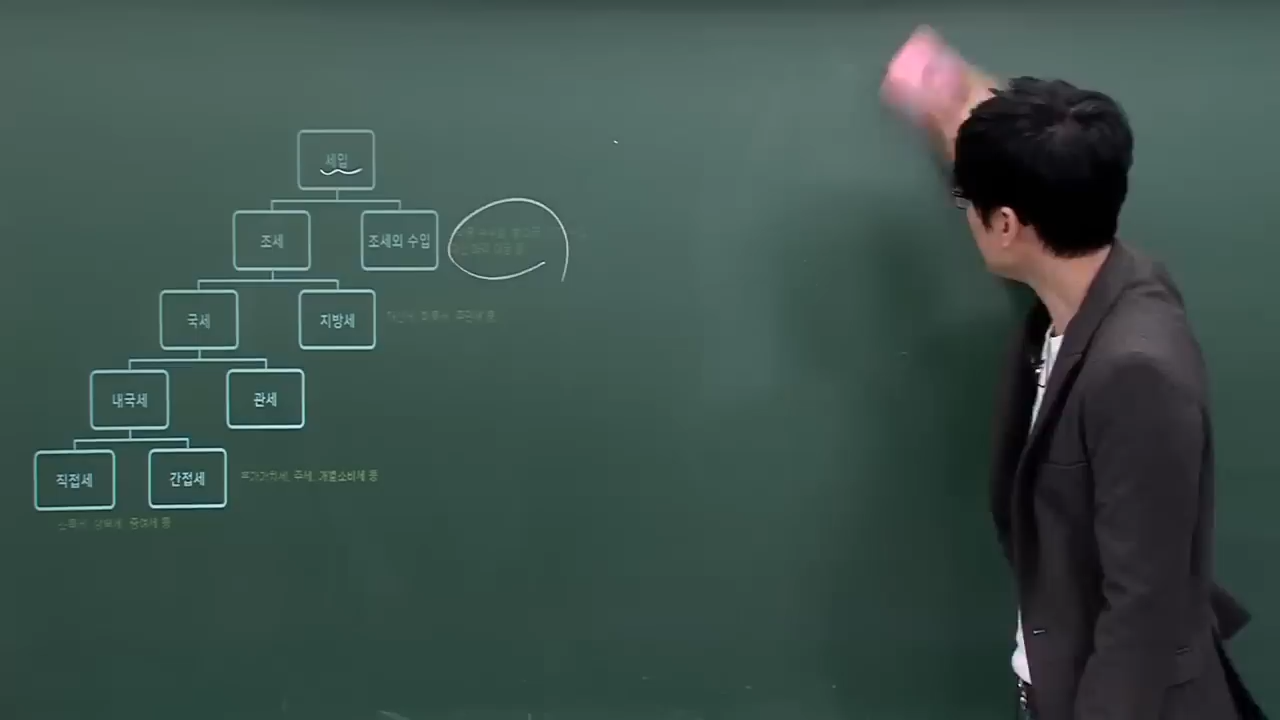 세입
조세
조세외 수입
국세
지방세
내국세
관세
직접세
간접세
부가가치세, 주세, 개별소비세 등